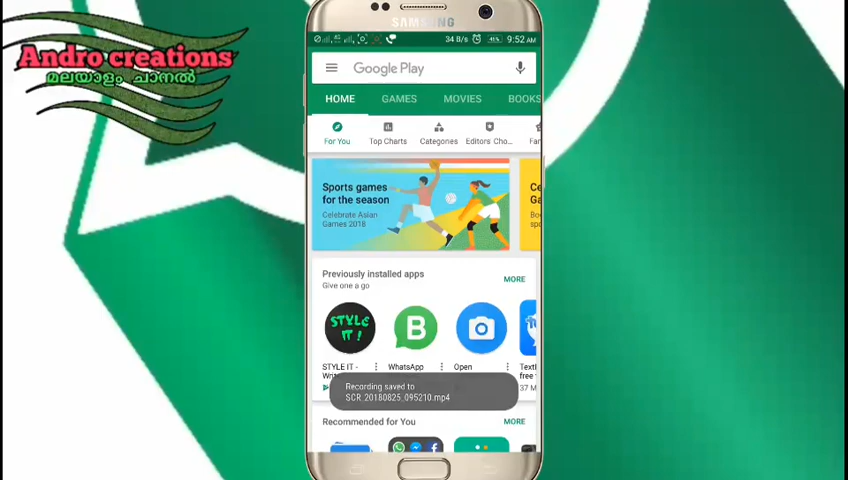 Andro creations
മലയാളം ചാനൽ
SAMSUNG
34 B/s 41% 9:52 AM
Google Play
HOME GAMES MOVIES BOOKS
For You Top Charts Categories Editors Cho...
Sports games
for the season
Celebrate Asian
Games 2018
Previously installed apps
Give one a go
MORE
STYLE
IT !
B
STYLE IT - WhatsApp Open
Recording saved to
SCR_20180825_095210.mp4
Recommended for You
MORE